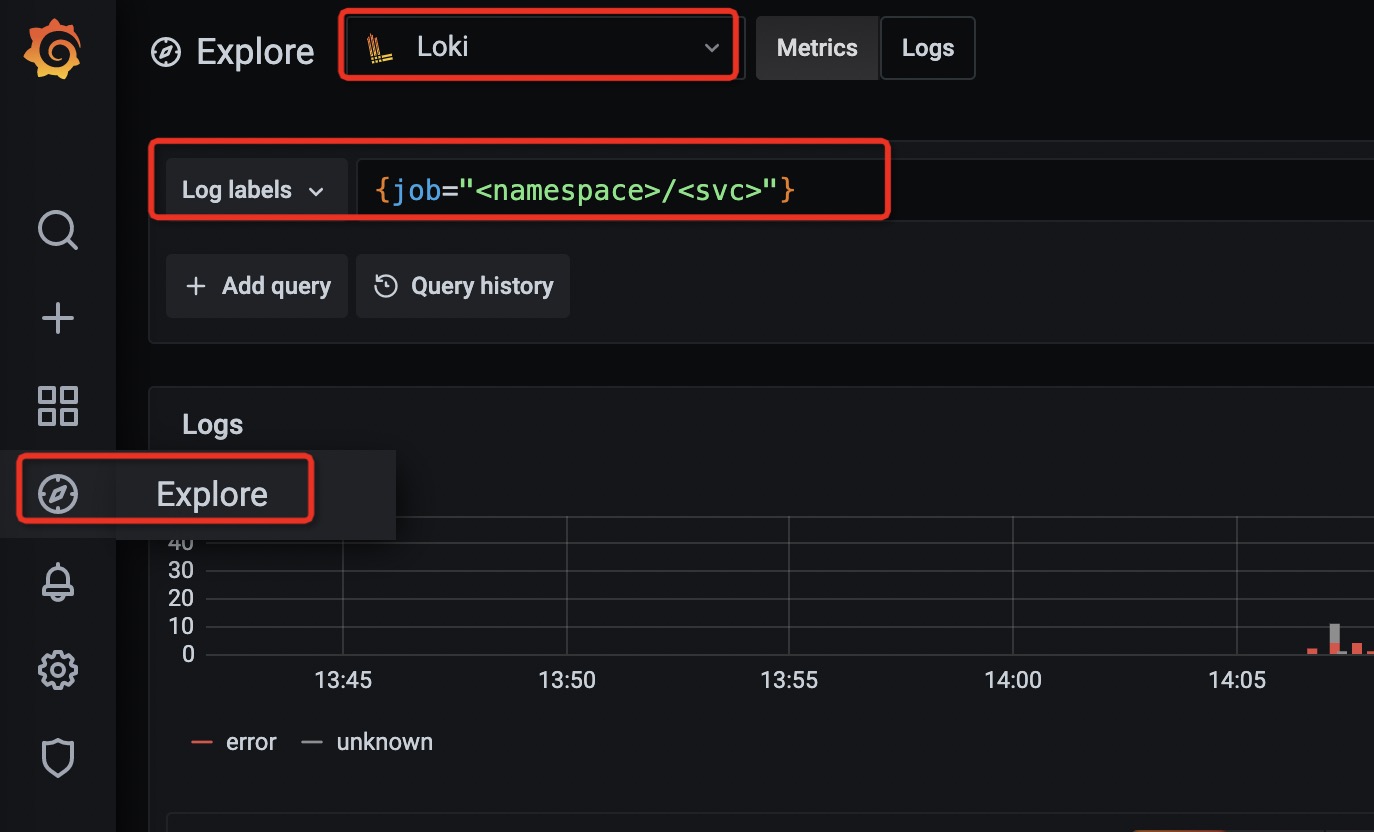 Explore
Loki
Metrics
Logs
Log labels
{job="<namespace>/<svc>"}
+ Add query
Query history
Logs
Explore
40
30
20
10
0
13:45
13:50
13:55
14:00
14:05
error
unknown